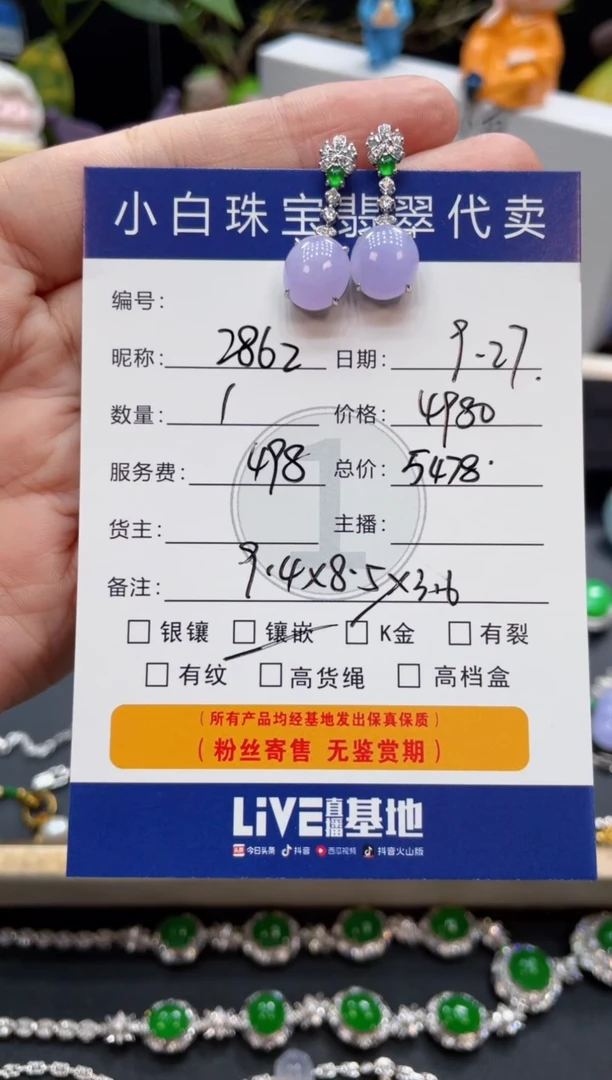 小白珠宝翡翠代卖
编号:
昵称: 2862 日期: 9-27.
数量: 1 价格: 4980
服务费: 498 总价: 5478.
货主: 主播:
1
备注: 9.4x8.5x3.6
□ 银镶 □ 镶嵌 □ K金 □ 有裂
□ 有纹 □ 高货绳 □ 高档盒
(所有产品均经基地发出保真保质)
(粉丝寄售 无鉴赏期)
LiVE直播基地
头条 今日头条 抖音 西瓜视频 抖音火山版